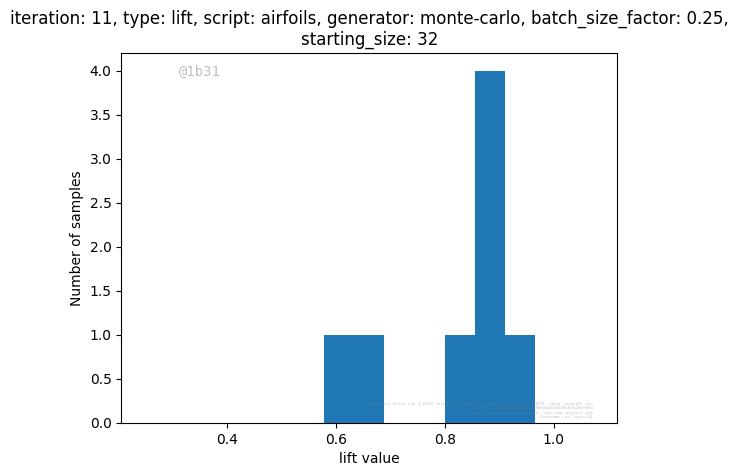 iteration: 11, type: lift, script: airfoils, generator: monte-carlo, batch_size_factor: 0.25,
starting_size: 32
@1b31
4.0
3.5
3.0
2.5
2.0
1.5
1.0
0.5
0.0
Number of samples
0.4 0.6 0.8 1.0
lift value